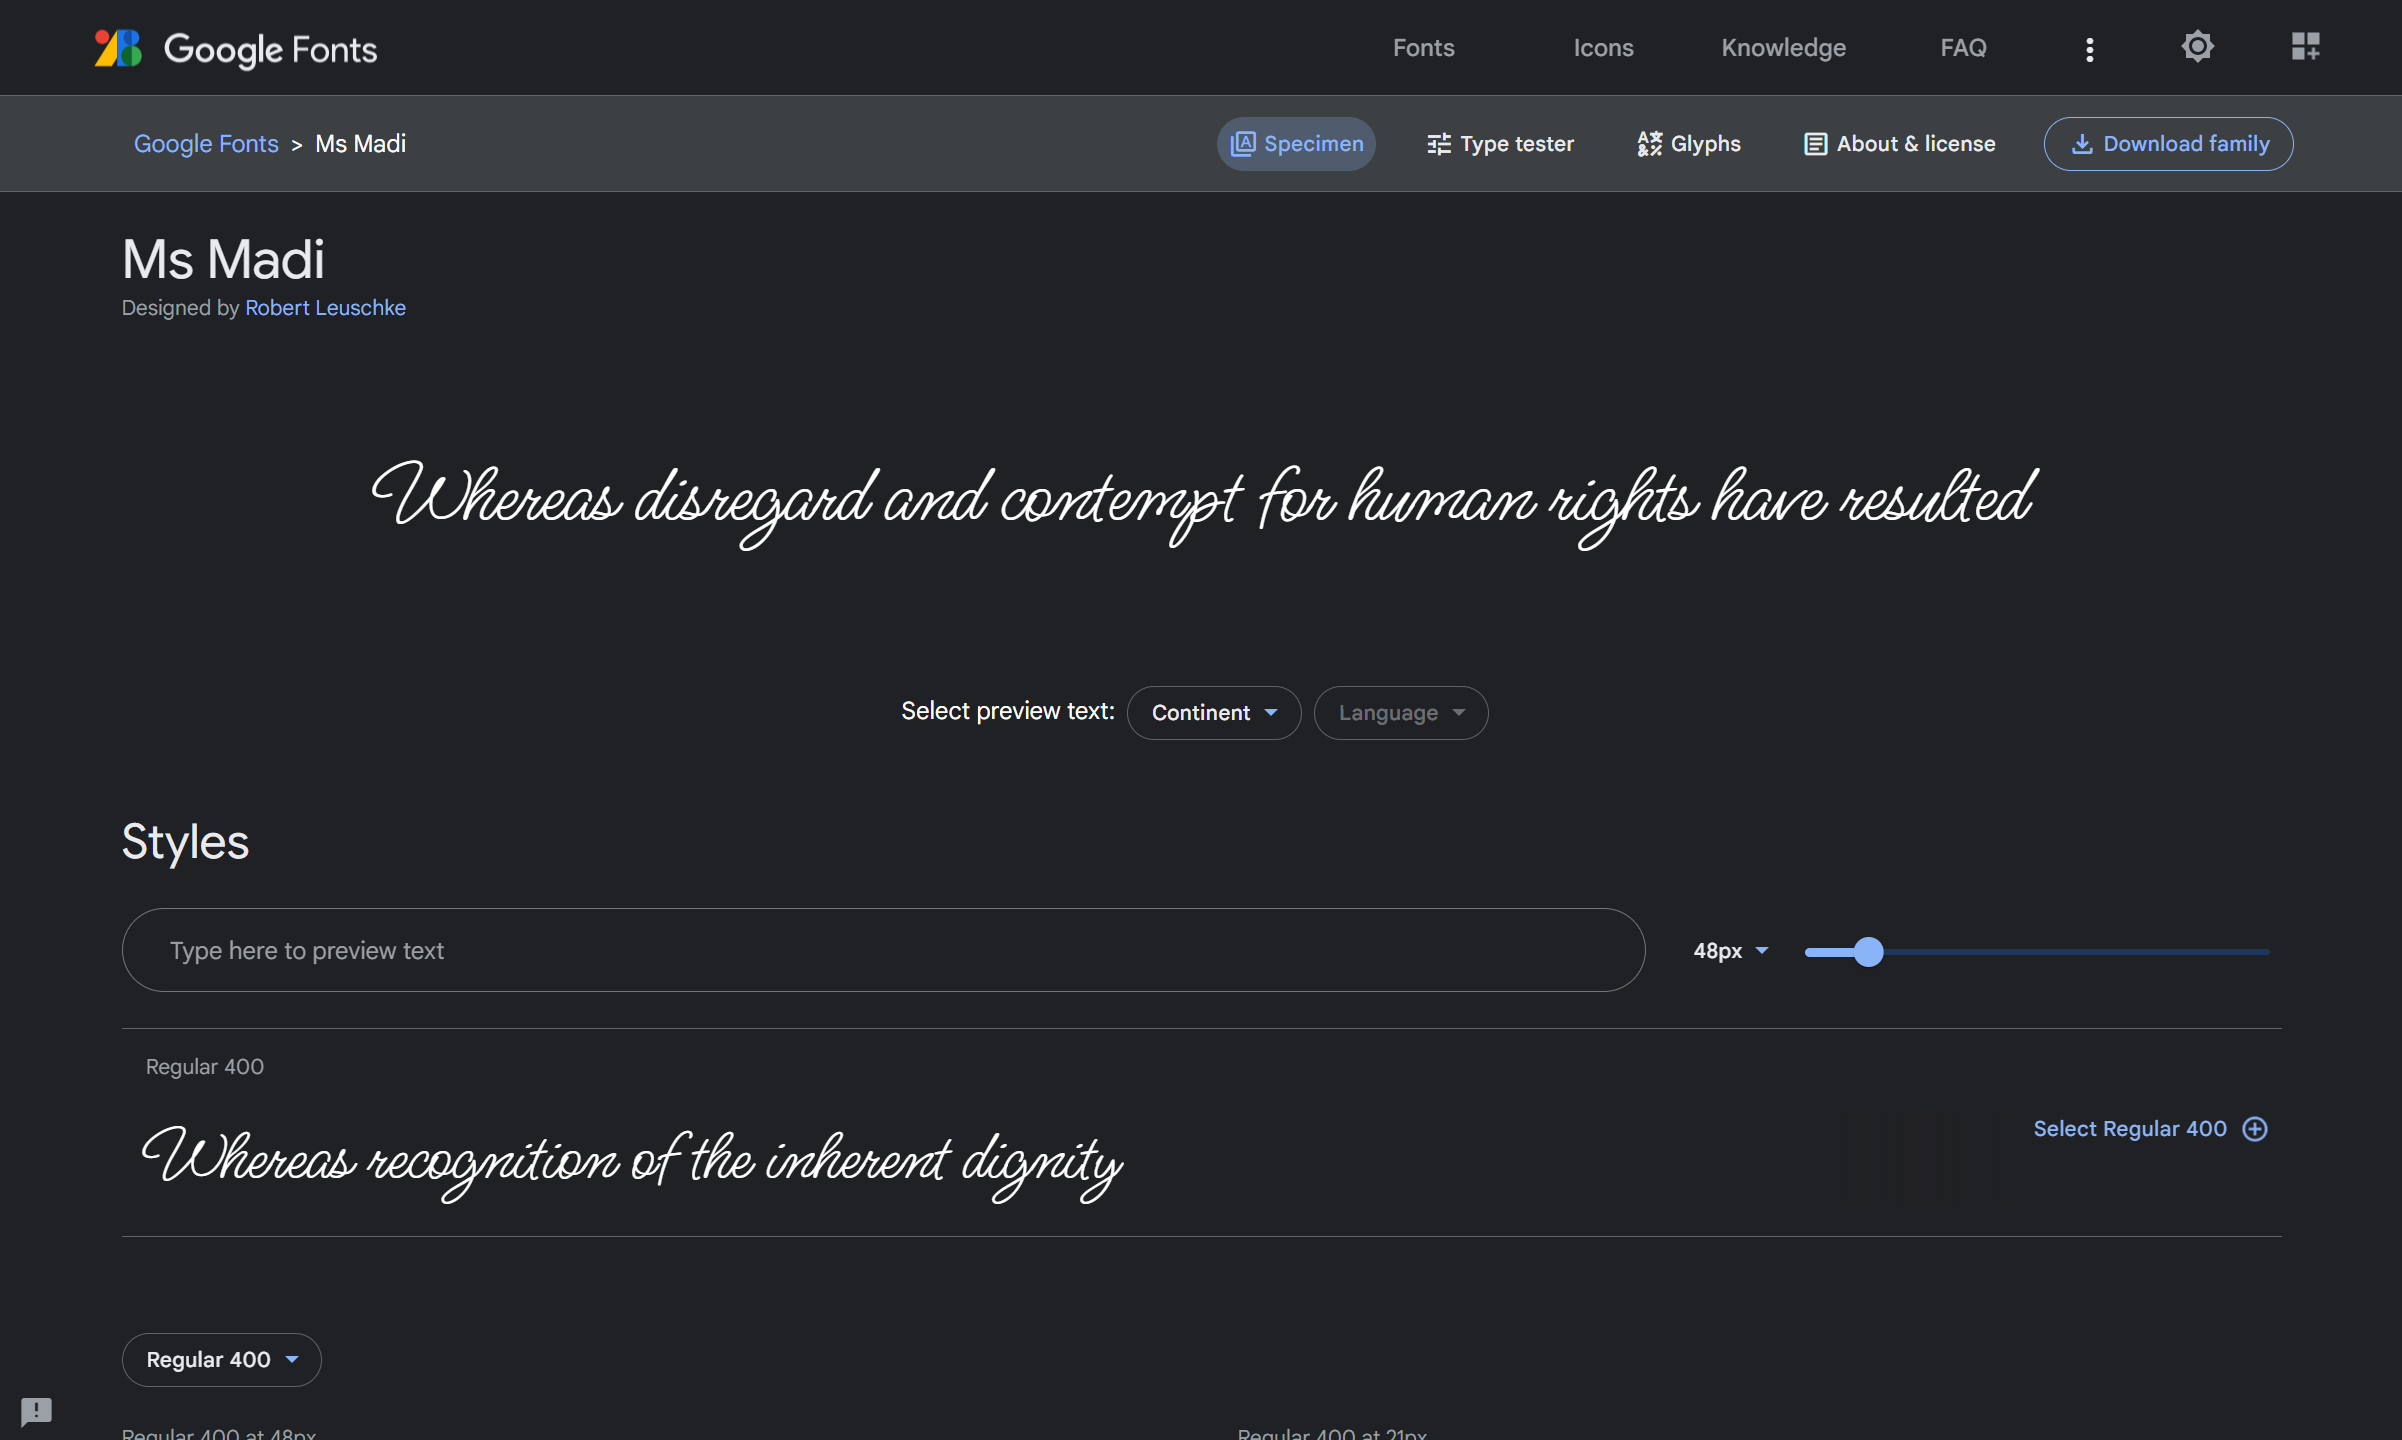 Google Fonts
Fonts Icons Knowledge FAQ
Google Fonts > Ms Madi
Specimen Type tester Glyphs About & license Download family
Ms Madi
Designed by Robert Leuschke
Whereas disregard and contempt for human rights have resulted
Select preview text: Continent Language
Styles
Type here to preview text 48px
Regular 400
Whereas recognition of the inherent dignity
Select Regular 400
Regular 400
Regular 400 at 48px Regular 400 at 21px